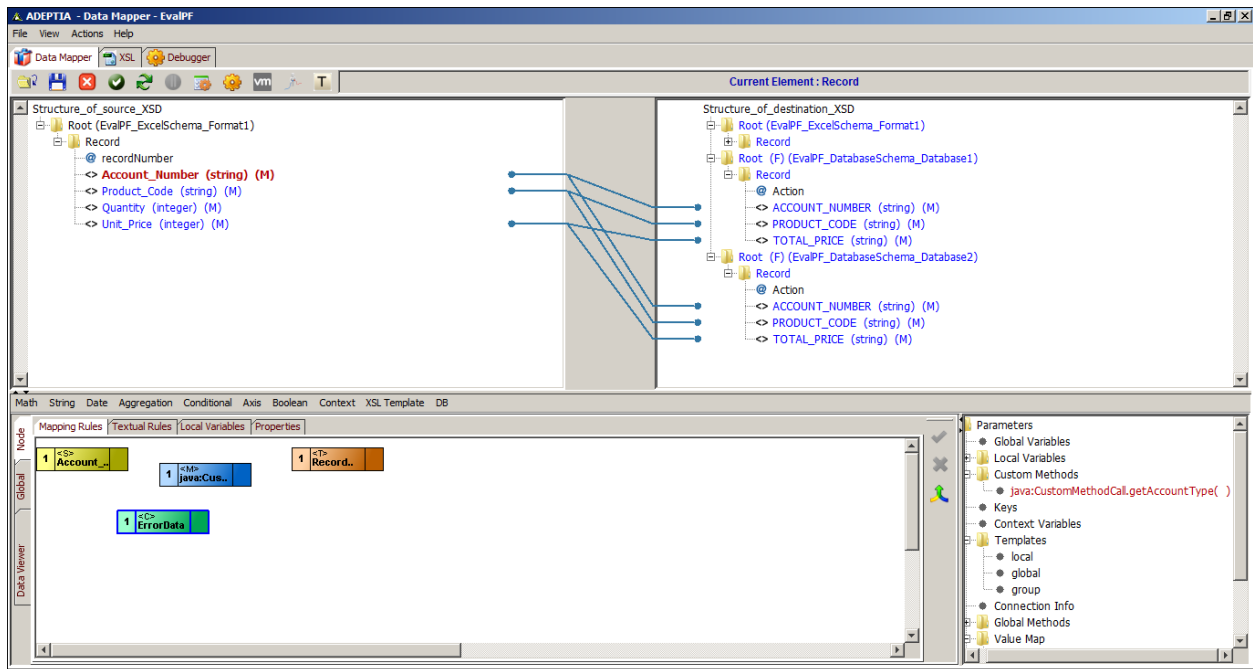 ADEPTIA - Data Mapper - EvalPF
File View Actions Help
Data Mapper XSL Debugger
vm T Current Element : Record
Structure_of_source_XSD
Root (EvalPF_ExcelSchema_Format1)
Record
@ recordNumber
<> Account_Number (string) (M)
<> Product_Code (string) (M)
<> Quantity (integer) (M)
<> Unit_Price (integer) (M)
Structure_of_destination_XSD
Root (EvalPF_ExcelSchema_Format1)
Record
Root (F) (EvalPF_DatabaseSchema_Database1)
Record
@ Action
<> ACCOUNT_NUMBER (string) (M)
<> PRODUCT_CODE (string) (M)
<> TOTAL_PRICE (string) (M)
Root (F) (EvalPF_DatabaseSchema_Database2)
Record
@ Action
<> ACCOUNT_NUMBER (string) (M)
<> PRODUCT_CODE (string) (M)
<> TOTAL_PRICE (string) (M)
Math String Date Aggregation Conditional Axis Boolean Context XSL Template DB
Node
Global
Data Viewer
Mapping Rules Textual Rules Local Variables Properties
1 <S> Account_..
1 <M> java:Cus..
1 <T> Record..
1 <C> ErrorData
Parameters
Global Variables
Local Variables
Custom Methods
java:CustomMethodCall.getAccountType( )
Keys
Context Variables
Templates
local
global
group
Connection Info
Global Methods
Value Map